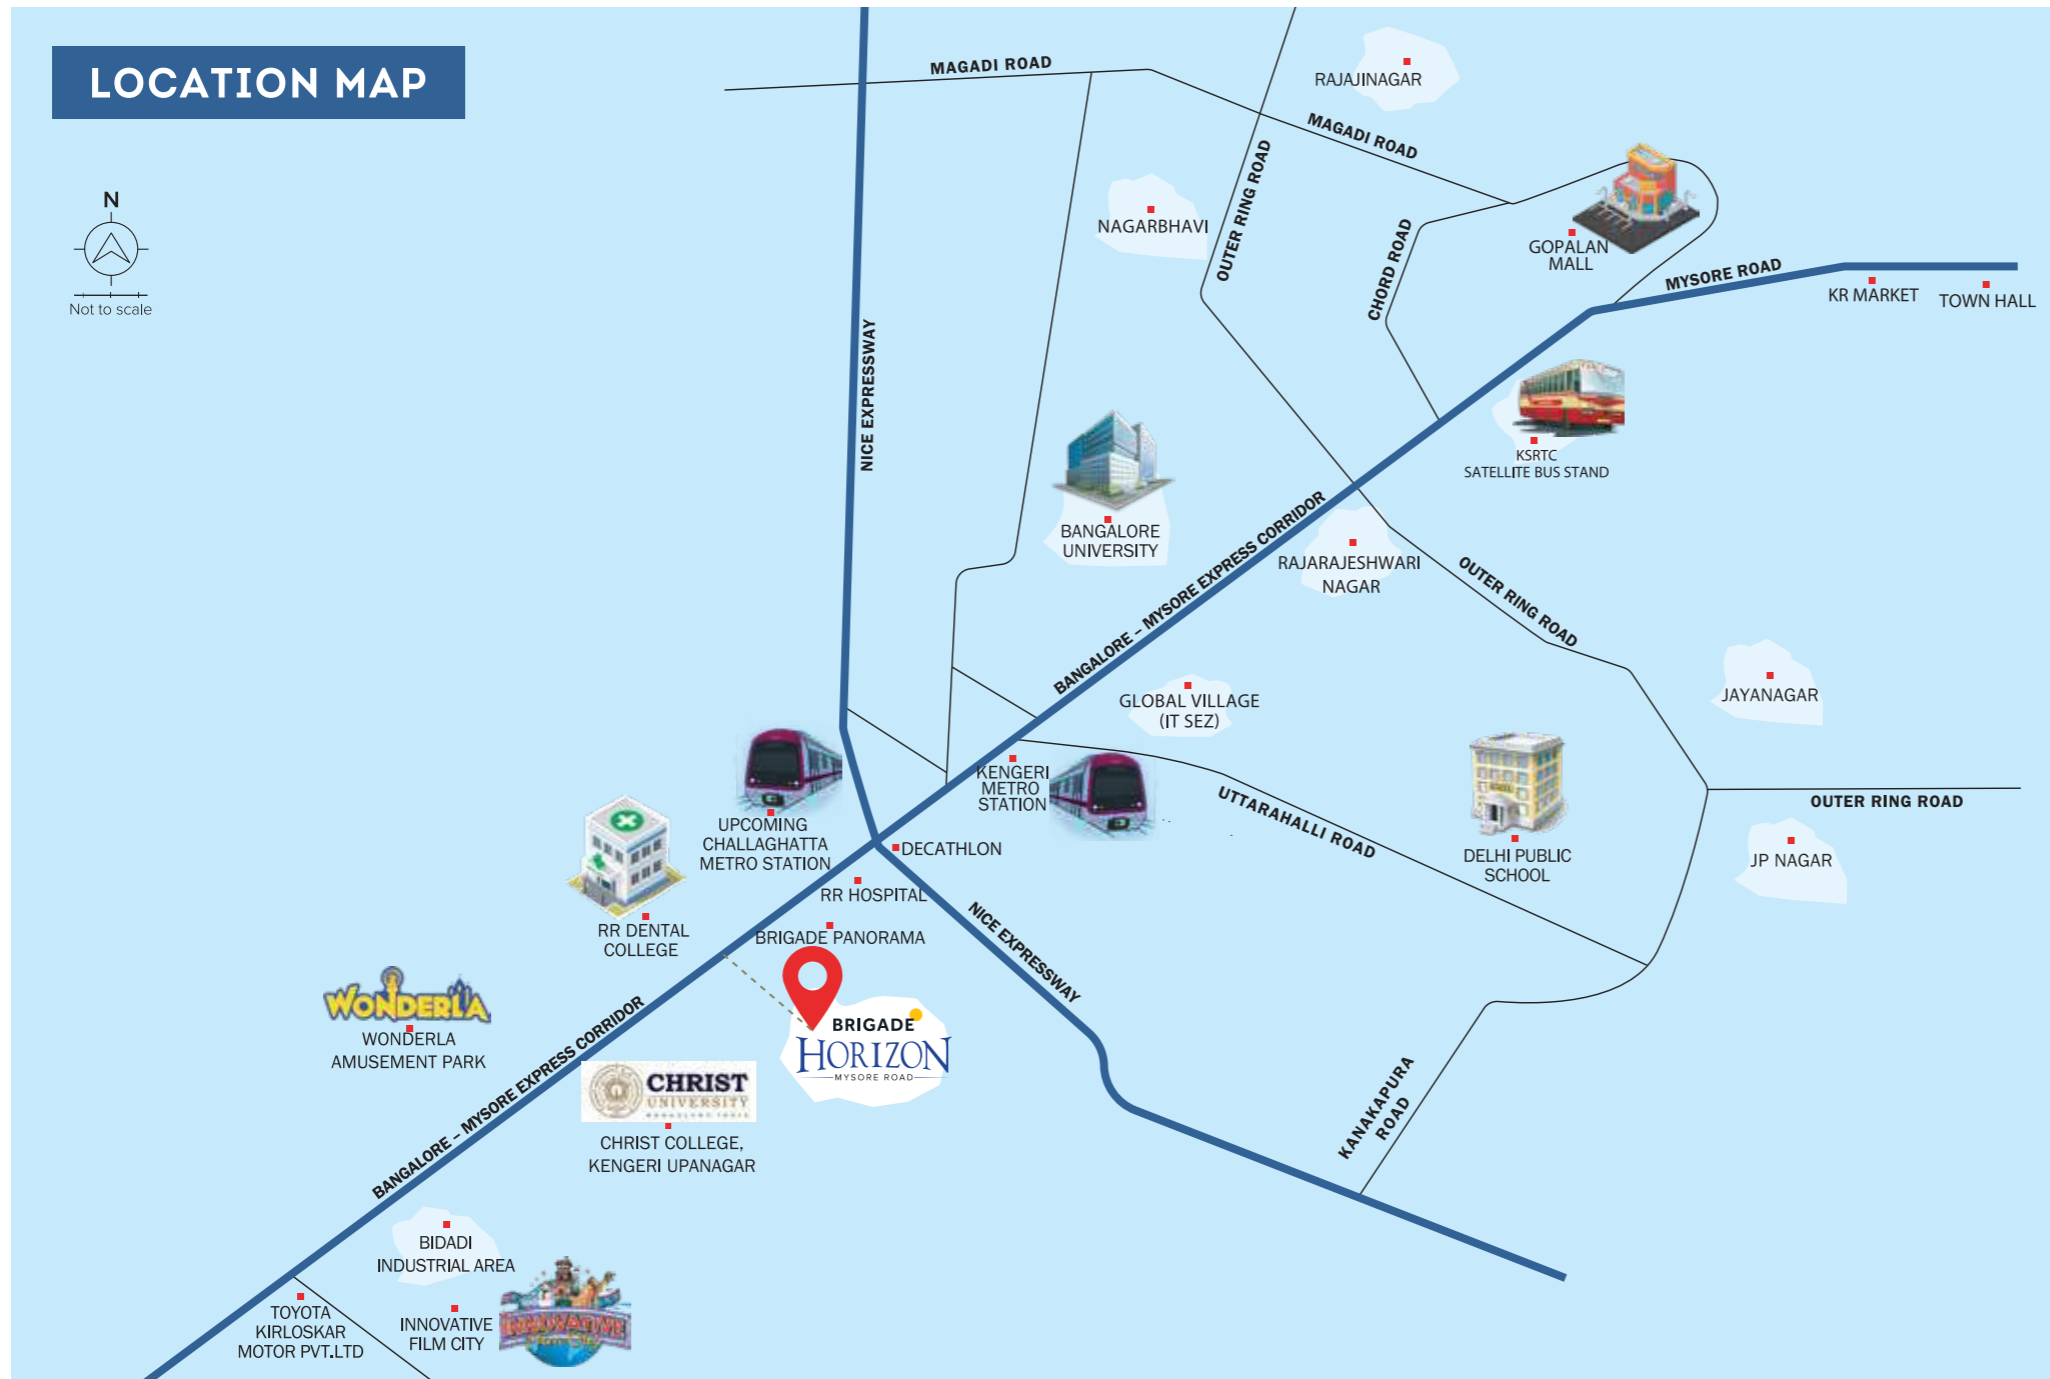 LOCATION MAP
N
Not to scale
MAGADI ROAD
RAJAJINAGAR
MAGADI ROAD
OUTER RING ROAD
NAGARBHAVI
CHORD ROAD
GOPALAN
MALL
MYSORE ROAD
KR MARKET
TOWN HALL
NICE EXPRESSWAY
KSRTC
SATELLITE BUS STAND
BANGALORE
UNIVERSITY
BANGALORE – MYSORE EXPRESS CORRIDOR
RAJARAJESHWARI
NAGAR
OUTER RING ROAD
GLOBAL VILLAGE
(IT SEZ)
JAYANAGAR
KENGERI
METRO
STATION
UTTARAHALLI ROAD
OUTER RING ROAD
UPCOMING
CHALLAGHATTA
METRO STATION
DECATHLON
DELHI PUBLIC
SCHOOL
JP NAGAR
RR HOSPITAL
RR DENTAL
COLLEGE
BRIGADE PANORAMA
NICE EXPRESSWAY
WONDERLA
WONDERLA
AMUSEMENT PARK
BRIGADE
HORIZON
MYSORE ROAD
BANGALORE – MYSORE EXPRESS CORRIDOR
CHRIST
UNIVERSITY
CHRIST COLLEGE,
KENGERI UPANAGAR
KANAKAPURA
ROAD
BIDADI
INDUSTRIAL AREA
TOYOTA
KIRLOSKAR
MOTOR PVT.LTD
INNOVATIVE
FILM CITY
INNOVATIVE